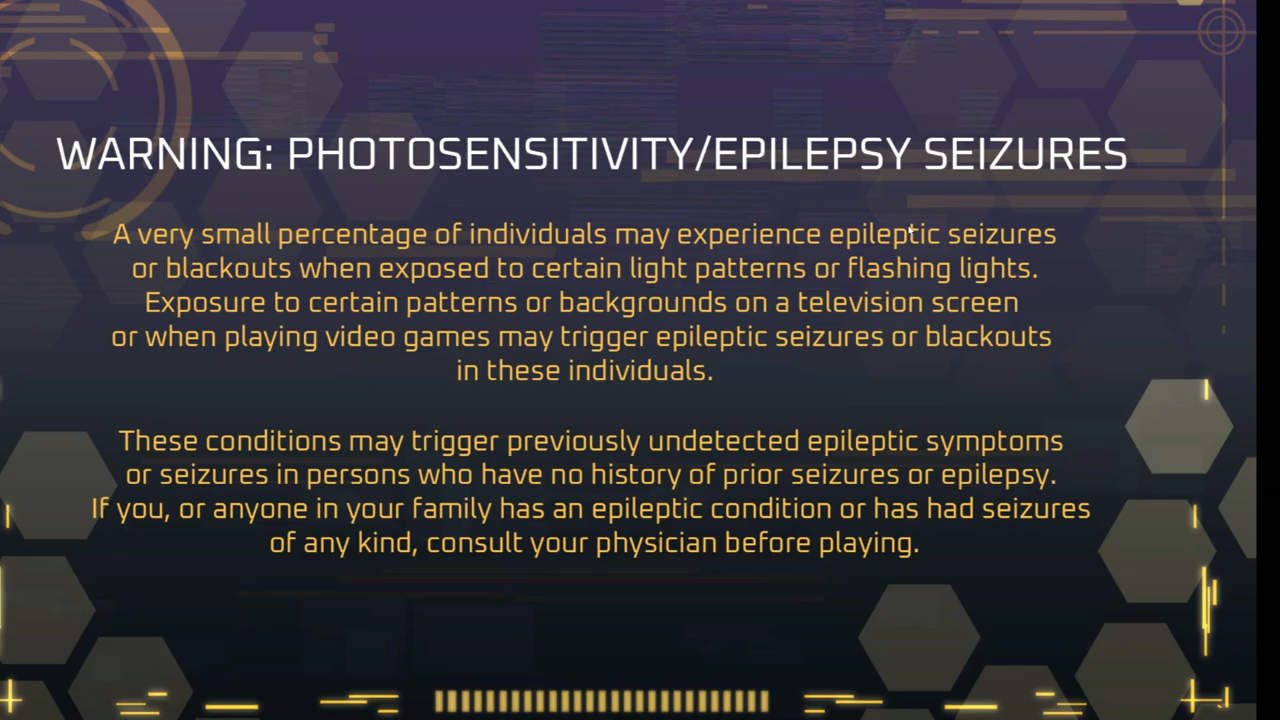 WARNING: PHOTOSENSITIVITY/EPILEPSY SEIZURES
A very small percentage of individuals may experience epileptic seizures
or blackouts when exposed to certain light patterns or flashing lights.
Exposure to certain patterns or backgrounds on a television screen
or when playing video games may trigger epileptic seizures or blackouts
in these individuals.
These conditions may trigger previously undetected epileptic symptoms
or seizures in persons who have no history of prior seizures or epilepsy.
If you, or anyone in your family has an epileptic condition or has had seizures
of any kind, consult your physician before playing.